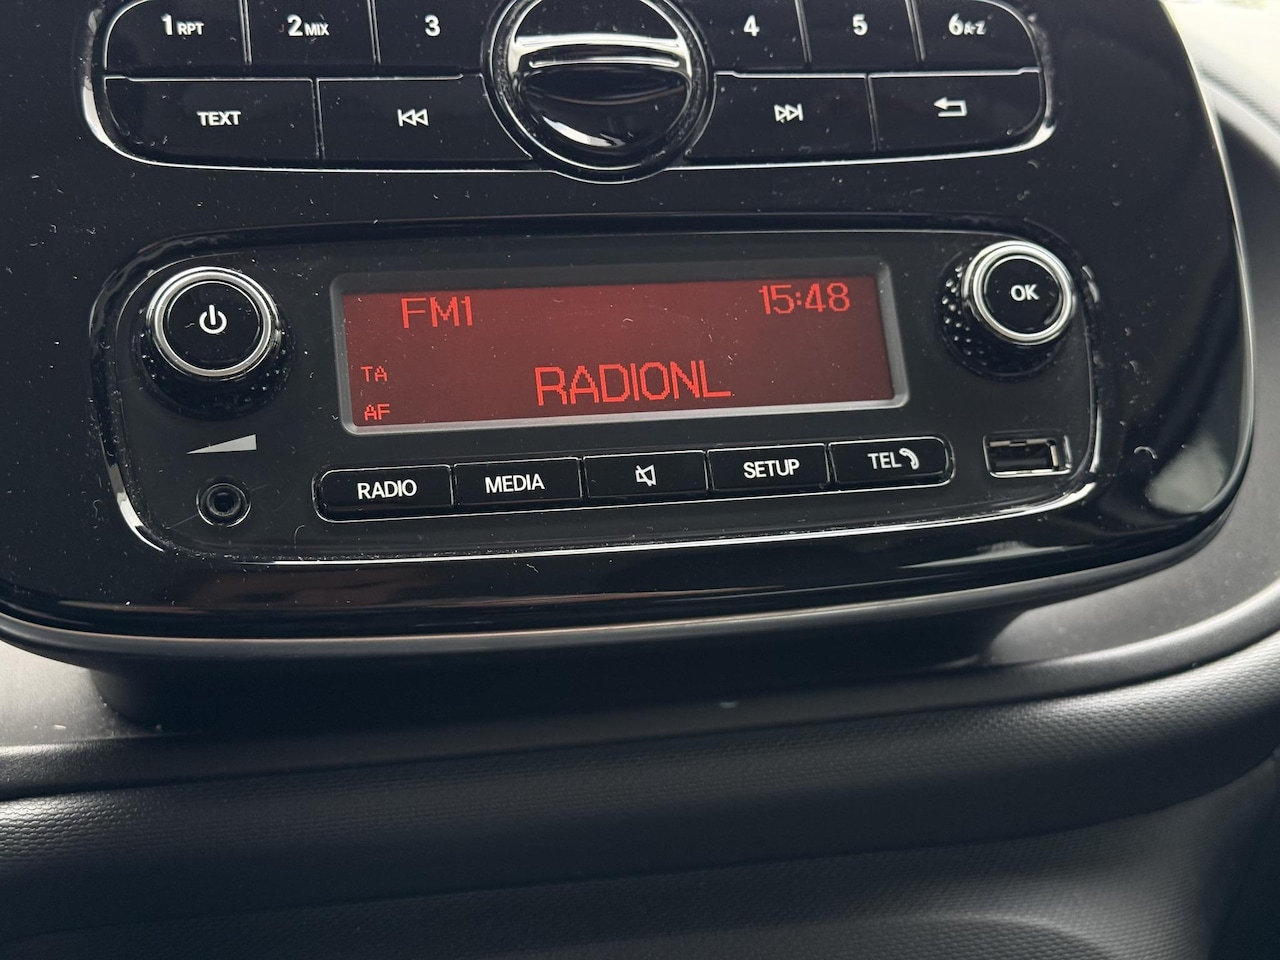 1RPT 2MIX 3 4 5 6A-Z
TEXT
FM1 15:48
TA RADIONL
AF
OK
RADIO MEDIA SETUP TEL